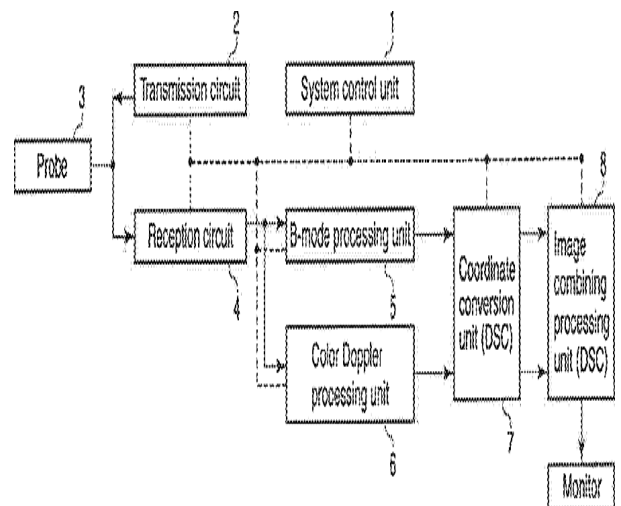 2
1
Transmission circuit
System control unit
3
Probe
8
Reception circuit
B-mode processing unit
Coordinate
conversion
unit (DSC)
Image
combining
processing
unit (DSC)
4
5
Color Doppler
processing unit
7
6
Monitor